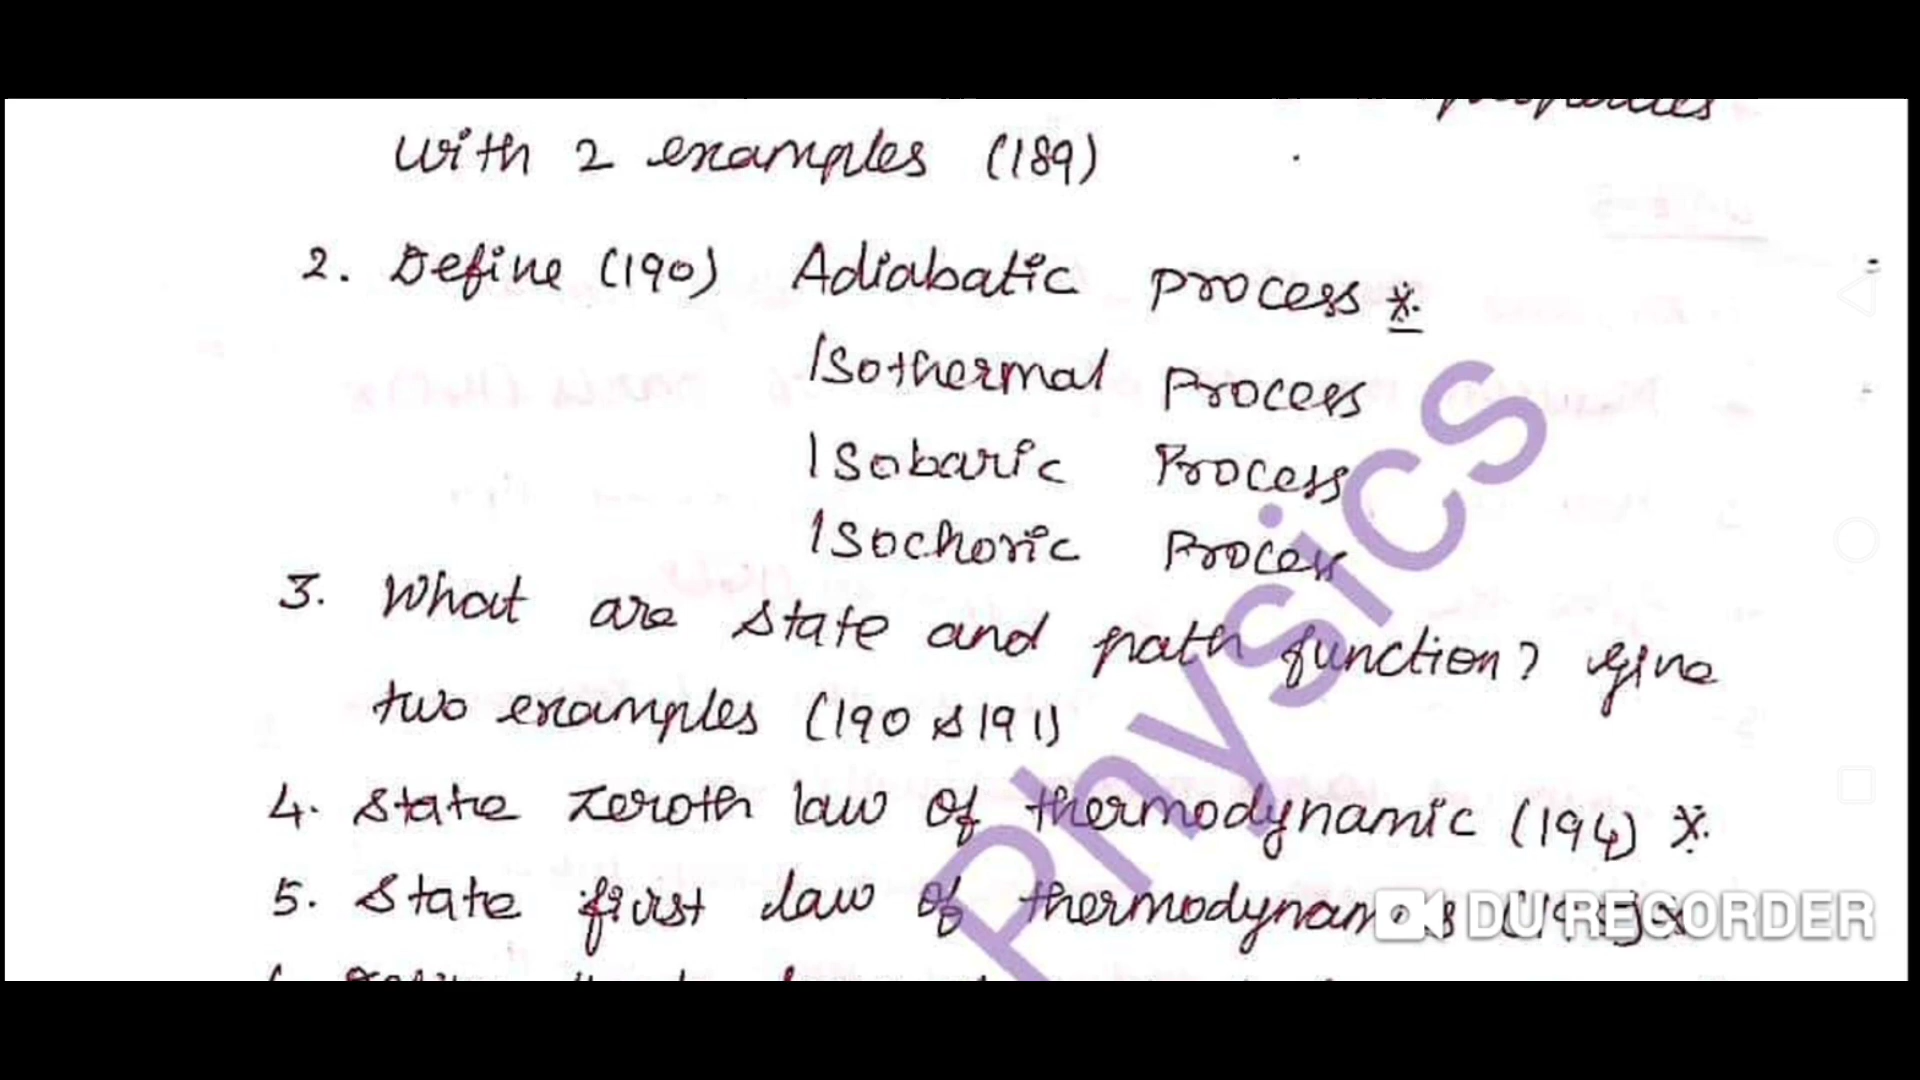 with 2 examples (189)
2. Define (190) Adiabatic process *
Isothermal Process
Isobaric Process
Isochoric Process
3. What are state and path function? Give
two examples (190 & 191)
4. State zeroth law of thermodynamic (194) *
5. State first law of thermodynamics
Physics
DU RECORDER